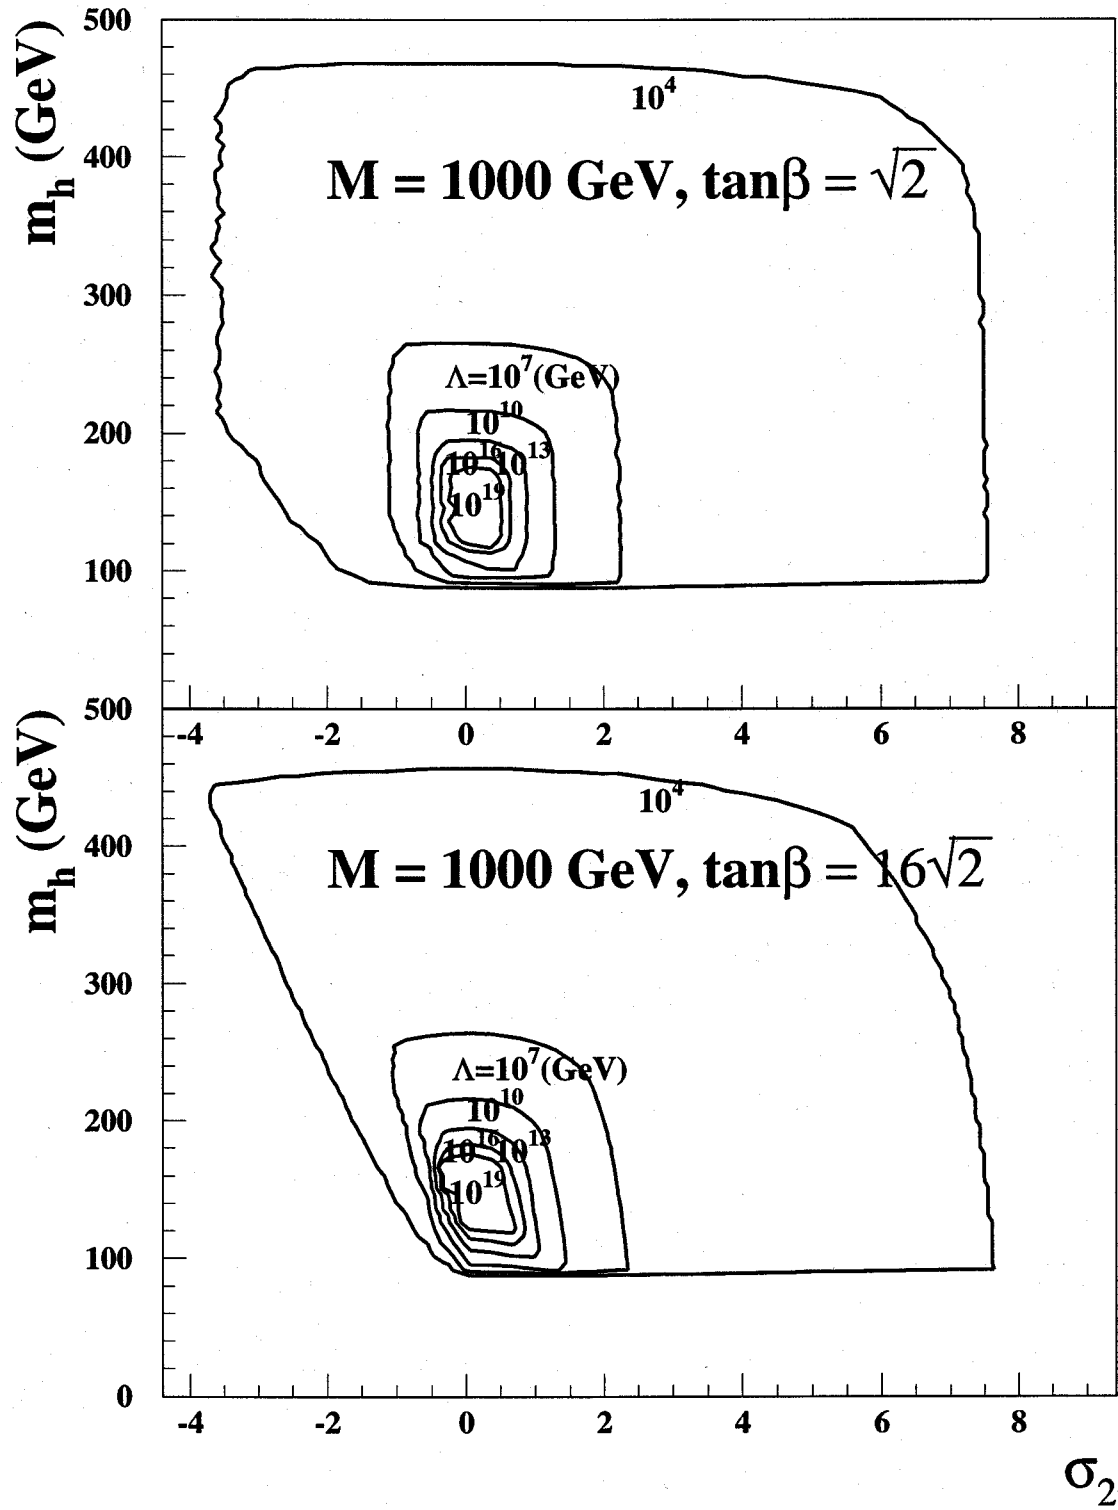 500
m_h (GeV)
10^4
400
M = 1000 GeV, tanβ = √2
300
Λ=10^7(GeV)
10^10
200
10^16 10^13
10^19
100
500
-4 -2 0 2 4 6 8
m_h (GeV)
10^4
400
M = 1000 GeV, tanβ = 16√2
300
Λ=10^7(GeV)
10^10
200
10^16 10^13
10^19
100
0
-4 -2 0 2 4 6 8
σ_2